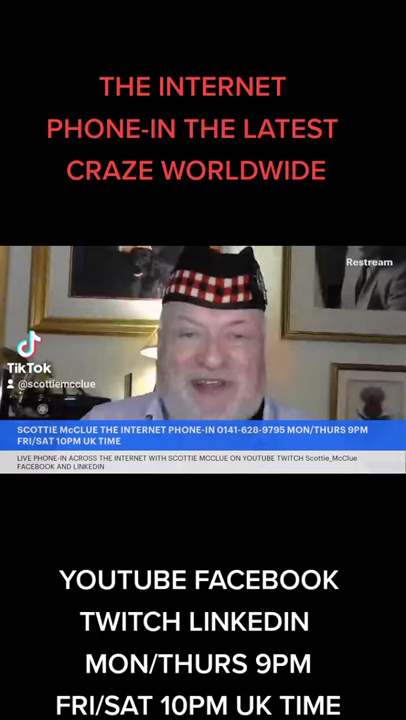 THE INTERNET
PHONE-IN THE LATEST
CRAZE WORLDWIDE
Restream
TikTok
@scottiemcclue
SCOTTIE McCLUE THE INTERNET PHONE-IN 0141-628-9795 MON/THURS 9PM
FRI/SAT 10PM UK TIME
LIVE PHONE-IN ACROSS THE INTERNET WITH SCOTTIE MCCLUE ON YOUTUBE TWITCH Scottie_McClue
FACEBOOK AND LINKEDIN
YOUTUBE FACEBOOK
TWITCH LINKEDIN
MON/THURS 9PM
FRI/SAT 10PM UK TIME